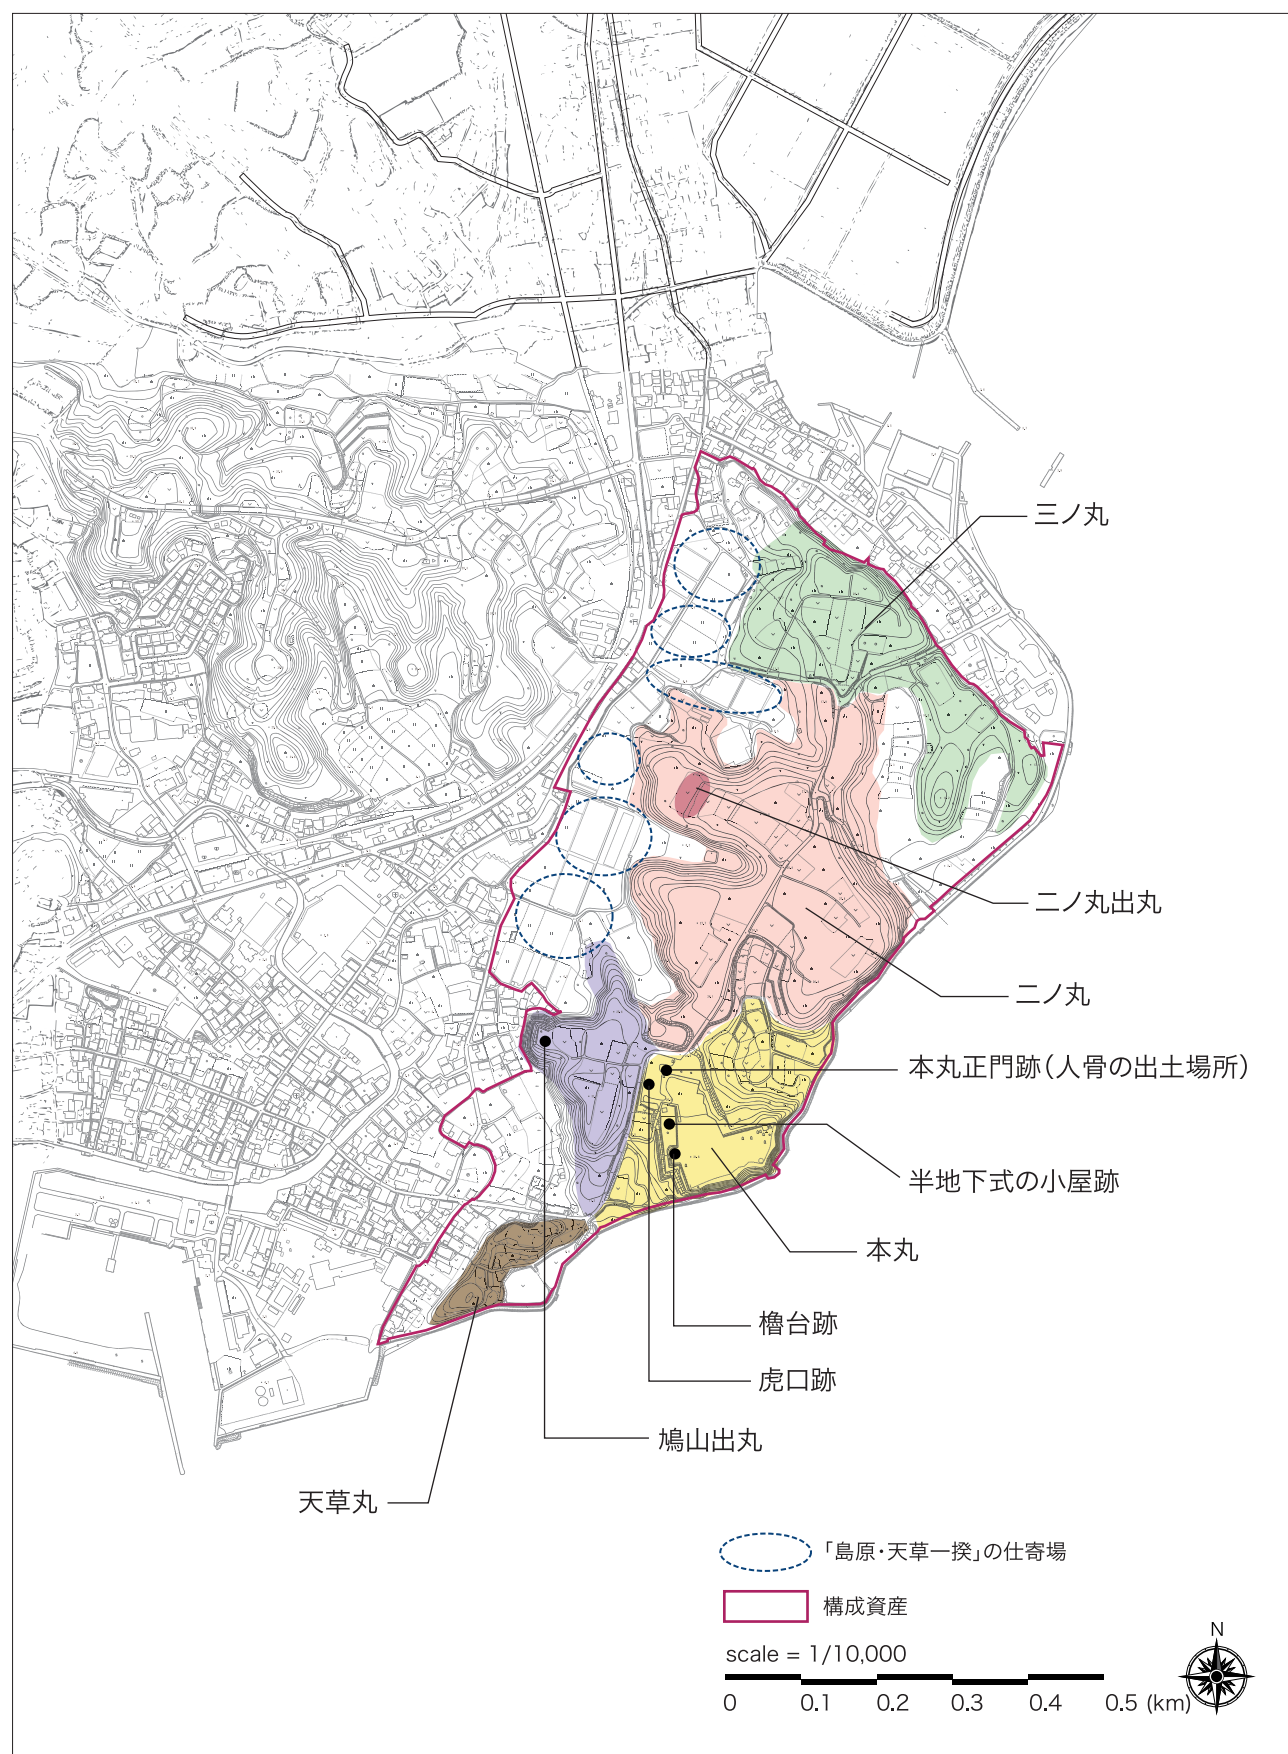 三ノ丸
二ノ丸出丸
二ノ丸
本丸正門跡（人骨の出土場所）
半地下式の小屋跡
本丸
櫓台跡
虎口跡
鳩山出丸
天草丸
「島原・天草一揆」の仕寄場
構成資産
N
scale = 1/10,000
0 0.1 0.2 0.3 0.4 0.5 (km)